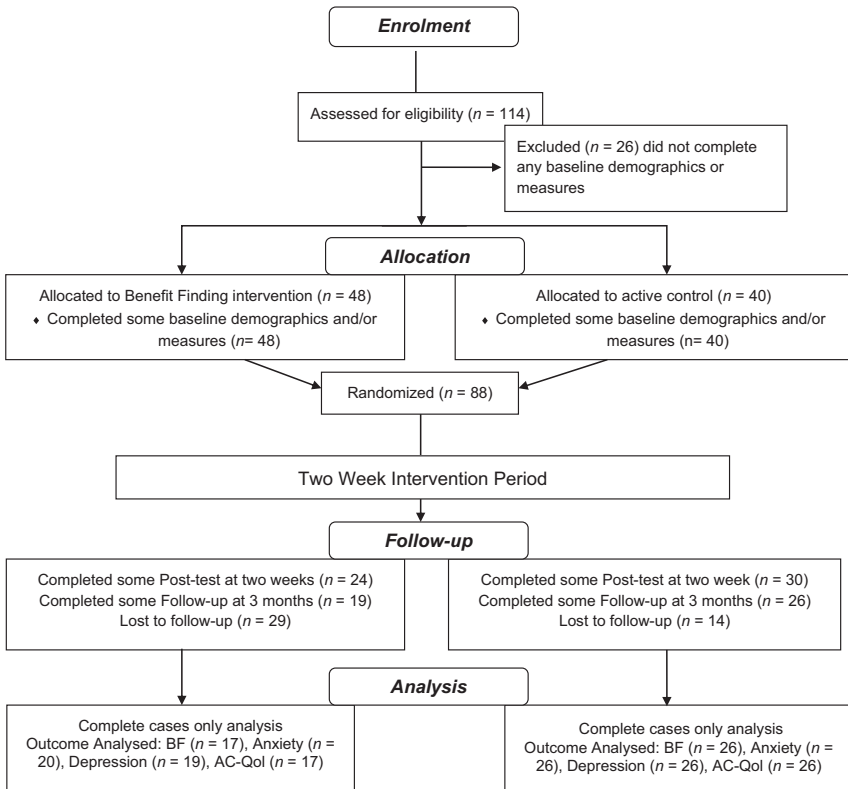 Enrolment
Assessed for eligibility (n = 114)
Excluded (n = 26) did not complete
any baseline demographics or
measures
Allocation
Allocated to Benefit Finding intervention (n = 48)
♦ Completed some baseline demographics and/or
measures (n= 48)
Allocated to active control (n = 40)
♦ Completed some baseline demographics and/or
measures (n= 40)
Randomized (n = 88)
Two Week Intervention Period
Follow-up
Completed some Post-test at two weeks (n = 24)
Completed some Follow-up at 3 months (n = 19)
Lost to follow-up (n = 29)
Completed some Post-test at two week (n = 30)
Completed some Follow-up at 3 months (n = 26)
Lost to follow-up (n = 14)
Analysis
Complete cases only analysis
Outcome Analysed: BF (n = 17), Anxiety (n =
20), Depression (n = 19), AC-Qol (n = 17)
Complete cases only analysis
Outcome Analysed: BF (n = 26), Anxiety (n =
26), Depression (n = 26), AC-Qol (n = 26)